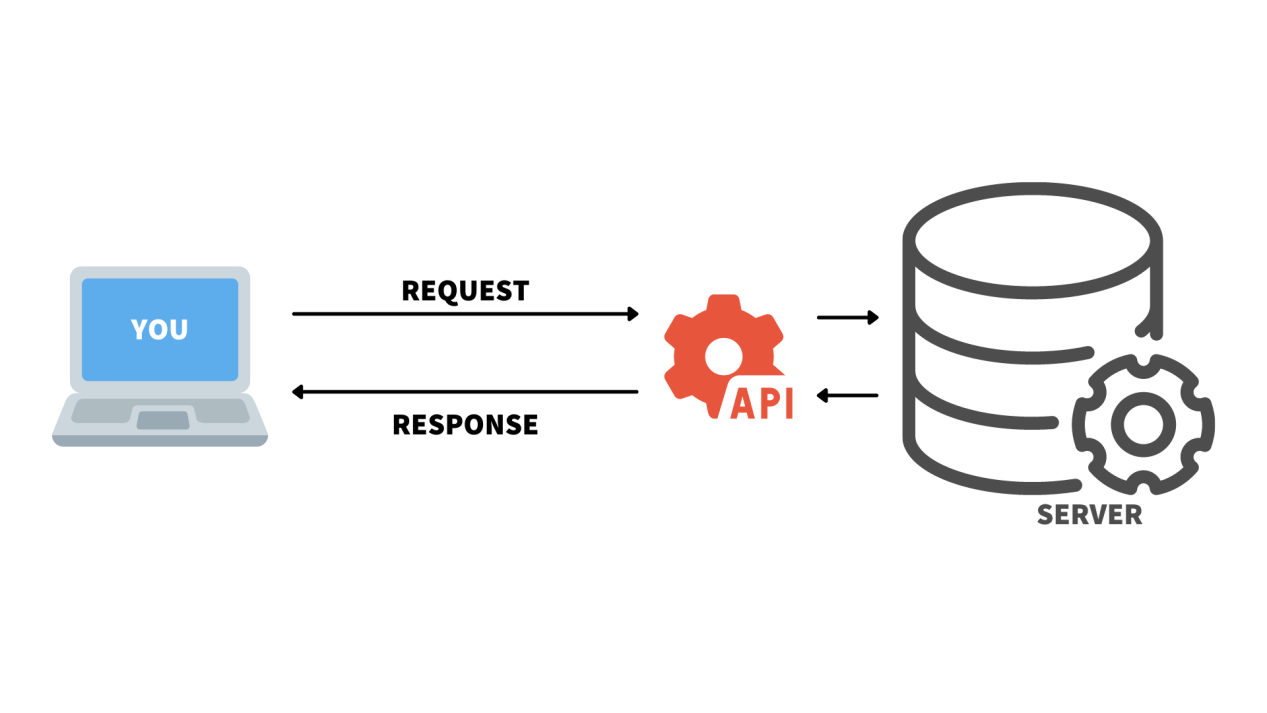 YOU
REQUEST
RESPONSE
API
SERVER